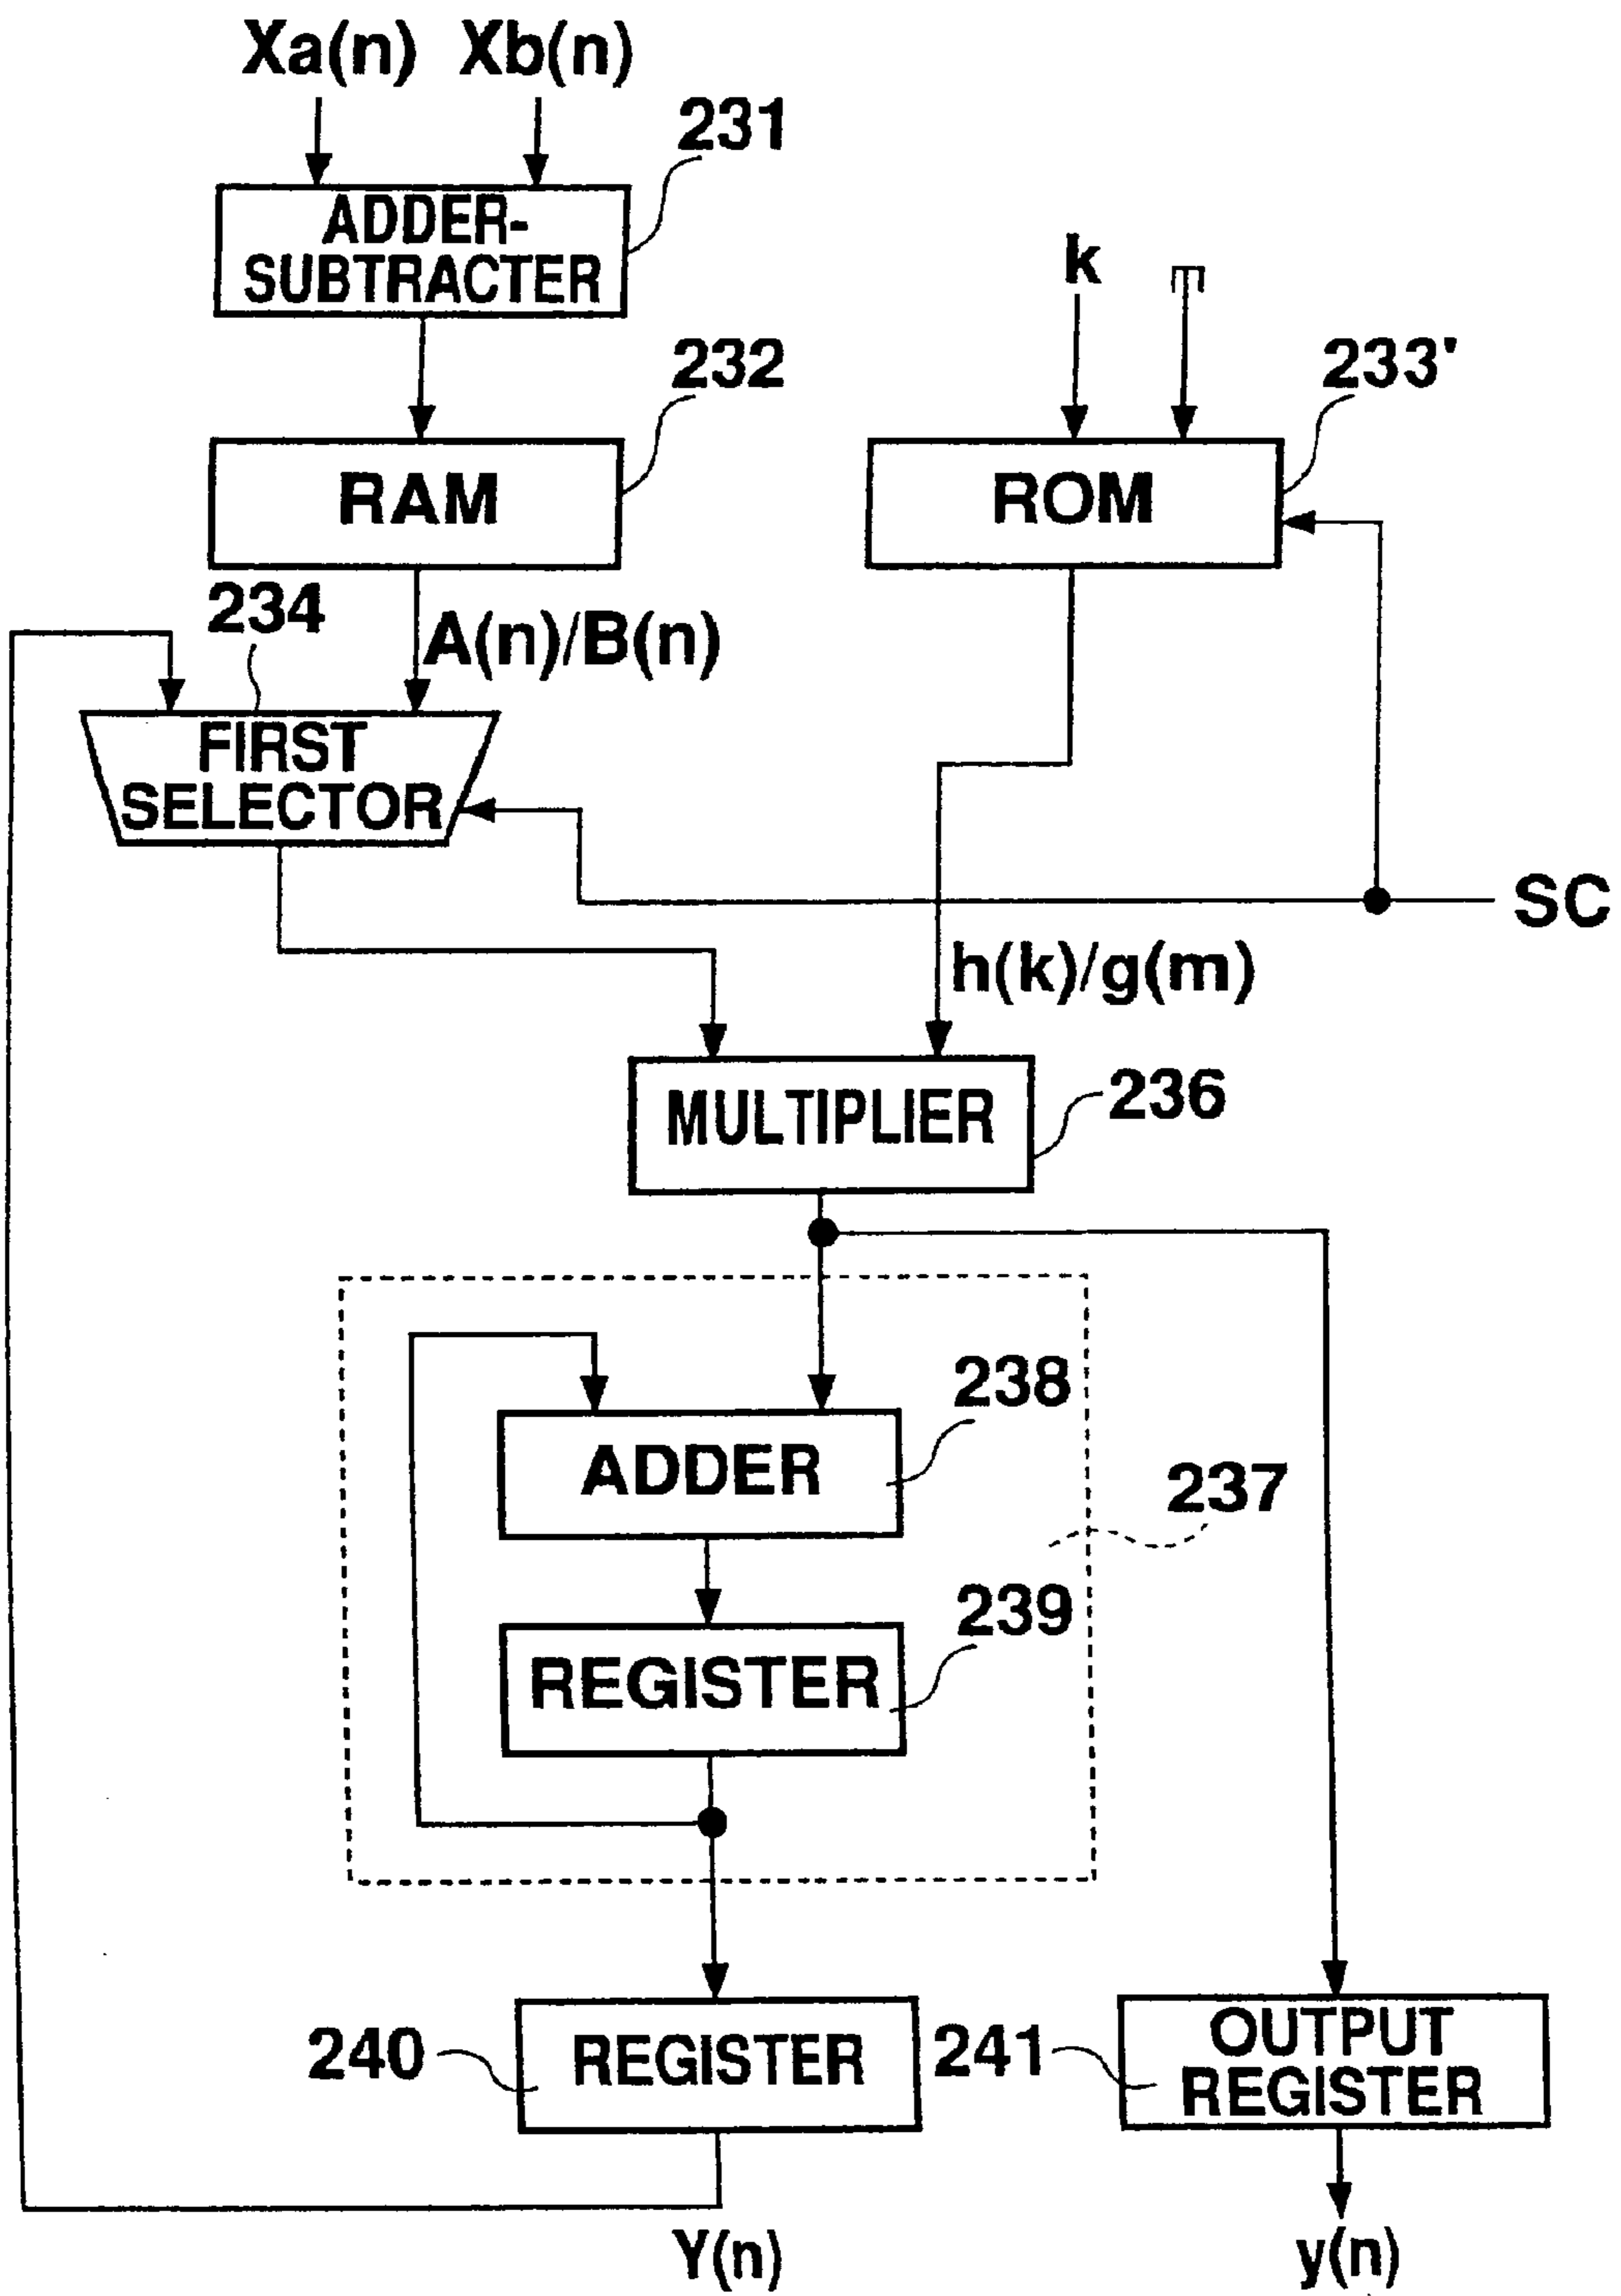 Xa(n) Xb(n)
231
ADDER-
SUBTRACTER
k
232
233'
RAM
ROM
234
A(n)/B(n)
FIRST
SELECTOR
SC
h(k)/g(m)
MULTIPLIER
236
238
ADDER
237
239
REGISTER
240
REGISTER
241
OUTPUT
REGISTER
Y(n)
y(n)